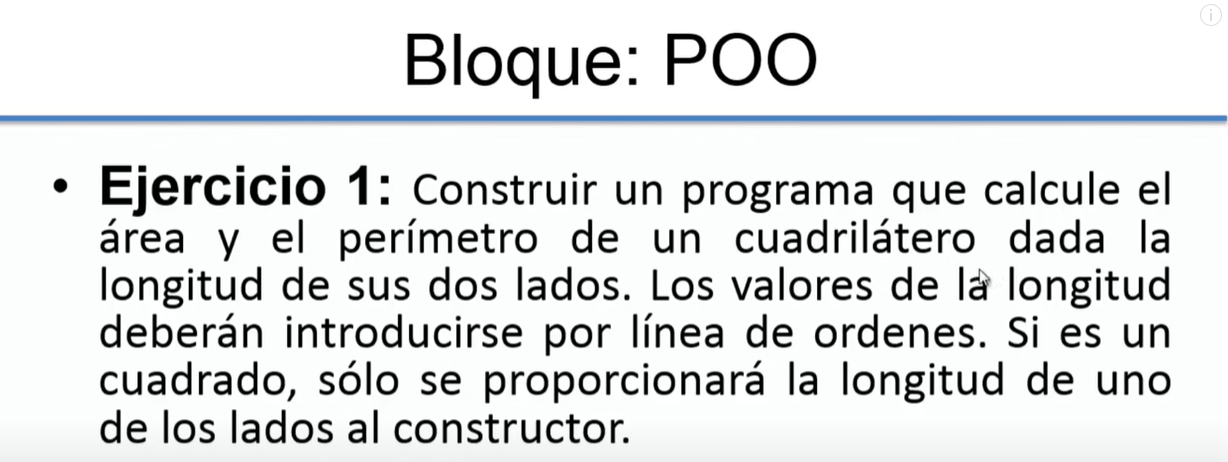 Bloque: POO
• Ejercicio 1: Construir un programa que calcule el
área y el perímetro de un cuadrilátero dada la
longitud de sus dos lados. Los valores de la longitud
deberán introducirse por línea de ordenes. Si es un
cuadrado, sólo se proporcionará la longitud de uno
de los lados al constructor.